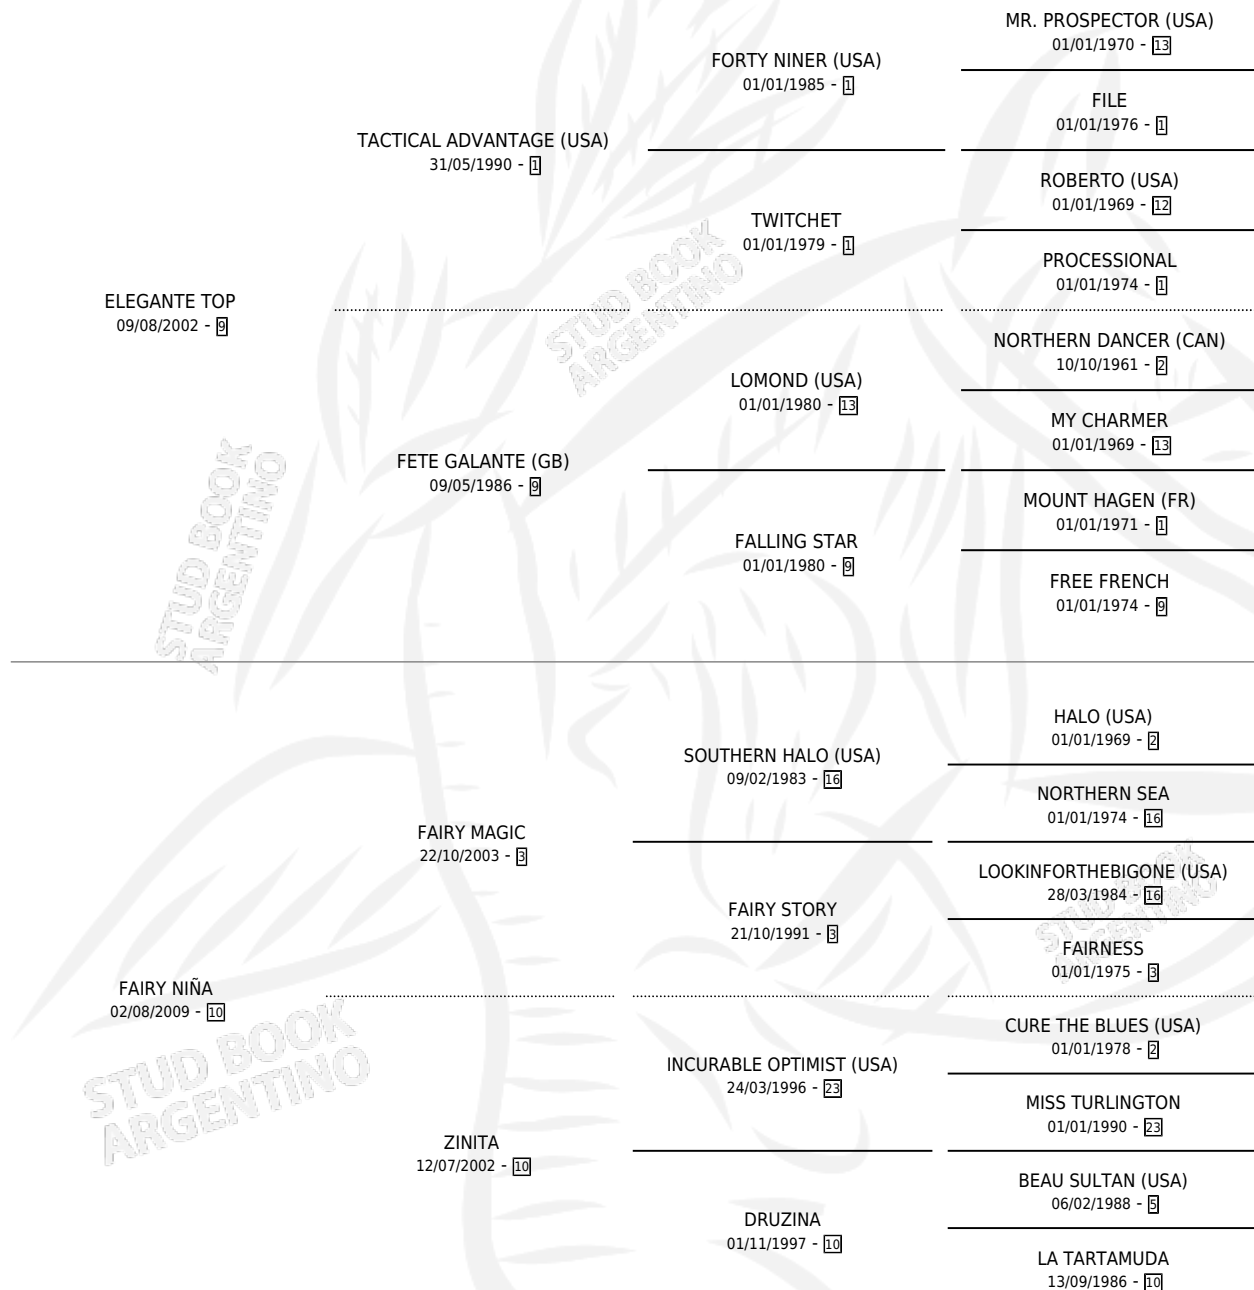 MR. PROSPECTOR (USA)
01/01/1970 - 13
FORTY NINER (USA)
01/01/1985 - 1
FILE
01/01/1976 - 1
TACTICAL ADVANTAGE (USA)
31/05/1990 - 1
ROBERTO (USA)
01/01/1969 - 12
TWITCHET
01/01/1979 - 1
PROCESSIONAL
01/01/1974 - 1
ELEGANTE TOP
09/08/2002 - 9
NORTHERN DANCER (CAN)
10/10/1961 - 2
LOMOND (USA)
01/01/1980 - 13
MY CHARMER
01/01/1969 - 13
FETE GALANTE (GB)
09/05/1986 - 9
MOUNT HAGEN (FR)
01/01/1971 - 1
FALLING STAR
01/01/1980 - 9
FREE FRENCH
01/01/1974 - 9
STUD BOOK
ARGENTINO
STUD BOOK
ARGENTINO
HALO (USA)
01/01/1969 - 2
SOUTHERN HALO (USA)
09/02/1983 - 16
NORTHERN SEA
01/01/1974 - 16
FAIRY MAGIC
22/10/2003 - 3
LOOKINFORTHEBIGONE (USA)
28/03/1984 - 16
FAIRY STORY
21/10/1991 - 3
FAIRNESS
01/01/1975 - 3
STUD BOOK
ARGENTINO
FAIRY NIÑA
02/08/2009 - 10
CURE THE BLUES (USA)
01/01/1978 - 2
INCURABLE OPTIMIST (USA)
24/03/1996 - 23
MISS TURLINGTON
01/01/1990 - 23
STUD BOOK
ARGENTINO
ZINITA
12/07/2002 - 10
BEAU SULTAN (USA)
06/02/1988 - 5
DRUZINA
01/11/1997 - 10
LA TARTAMUDA
13/09/1986 - 10